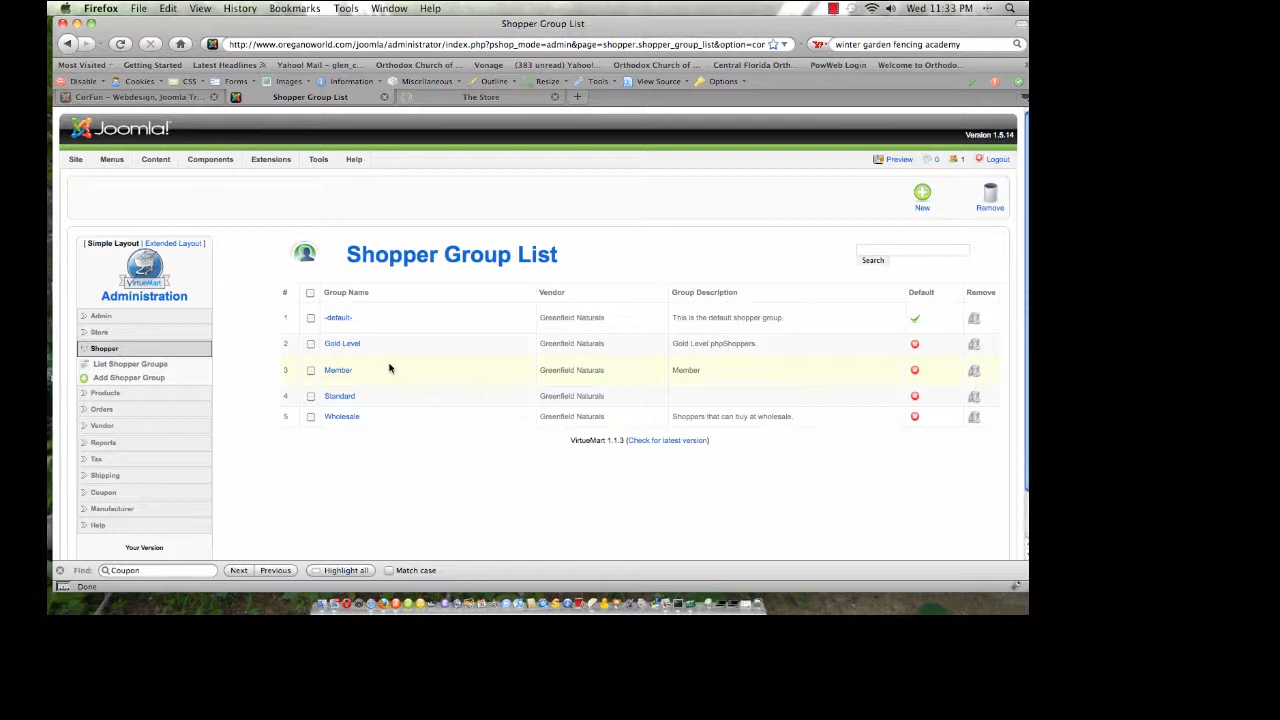 Firefox File Edit View History Bookmarks Tools Window Help Wed 11:33 PM
Shopper Group List
http://www.oreganoworld.com/joomla/administrator/index.php?pshop_mode=admin&page=shopper.shopper_group_list&option=cor winter garden fencing academy
Most Visited Getting Started Latest Headlines Yahoo! Mail – glen_c... Orthodox Church of ... Vonage (383 unread) Yahoo!... Orthodox Church of ... Central Florida Orth... PowWeb Login Welcome to Orthodo...
Disable Cookies CSS Forms Images Information Miscellaneous Outline Resize Tools View Source Options
CorFun – Webdesign, Joomla Tr... Shopper Group List The Store
Joomla!
Version 1.5.14
Site Menus Content Components Extensions Tools Help Preview 0 1 Logout
New Remove
[ Simple Layout | Extended Layout ]
VirtueMart
Administration
Admin
Store
Shopper
List Shopper Groups
Add Shopper Group
Products
Orders
Vendor
Reports
Tax
Shipping
Coupon
Manufacturer
Help
Your Version
Shopper Group List
Search
# Group Name Vendor Group Description Default Remove
1 -default- Greenfield Naturals This is the default shopper group.
2 Gold Level Greenfield Naturals Gold Level phpShoppers.
3 Member Greenfield Naturals Member
4 Standard Greenfield Naturals
5 Wholesale Greenfield Naturals Shoppers that can buy at wholesale.
VirtueMart 1.1.3 (Check for latest version)
Find: Coupon Next Previous Highlight all Match case
Done